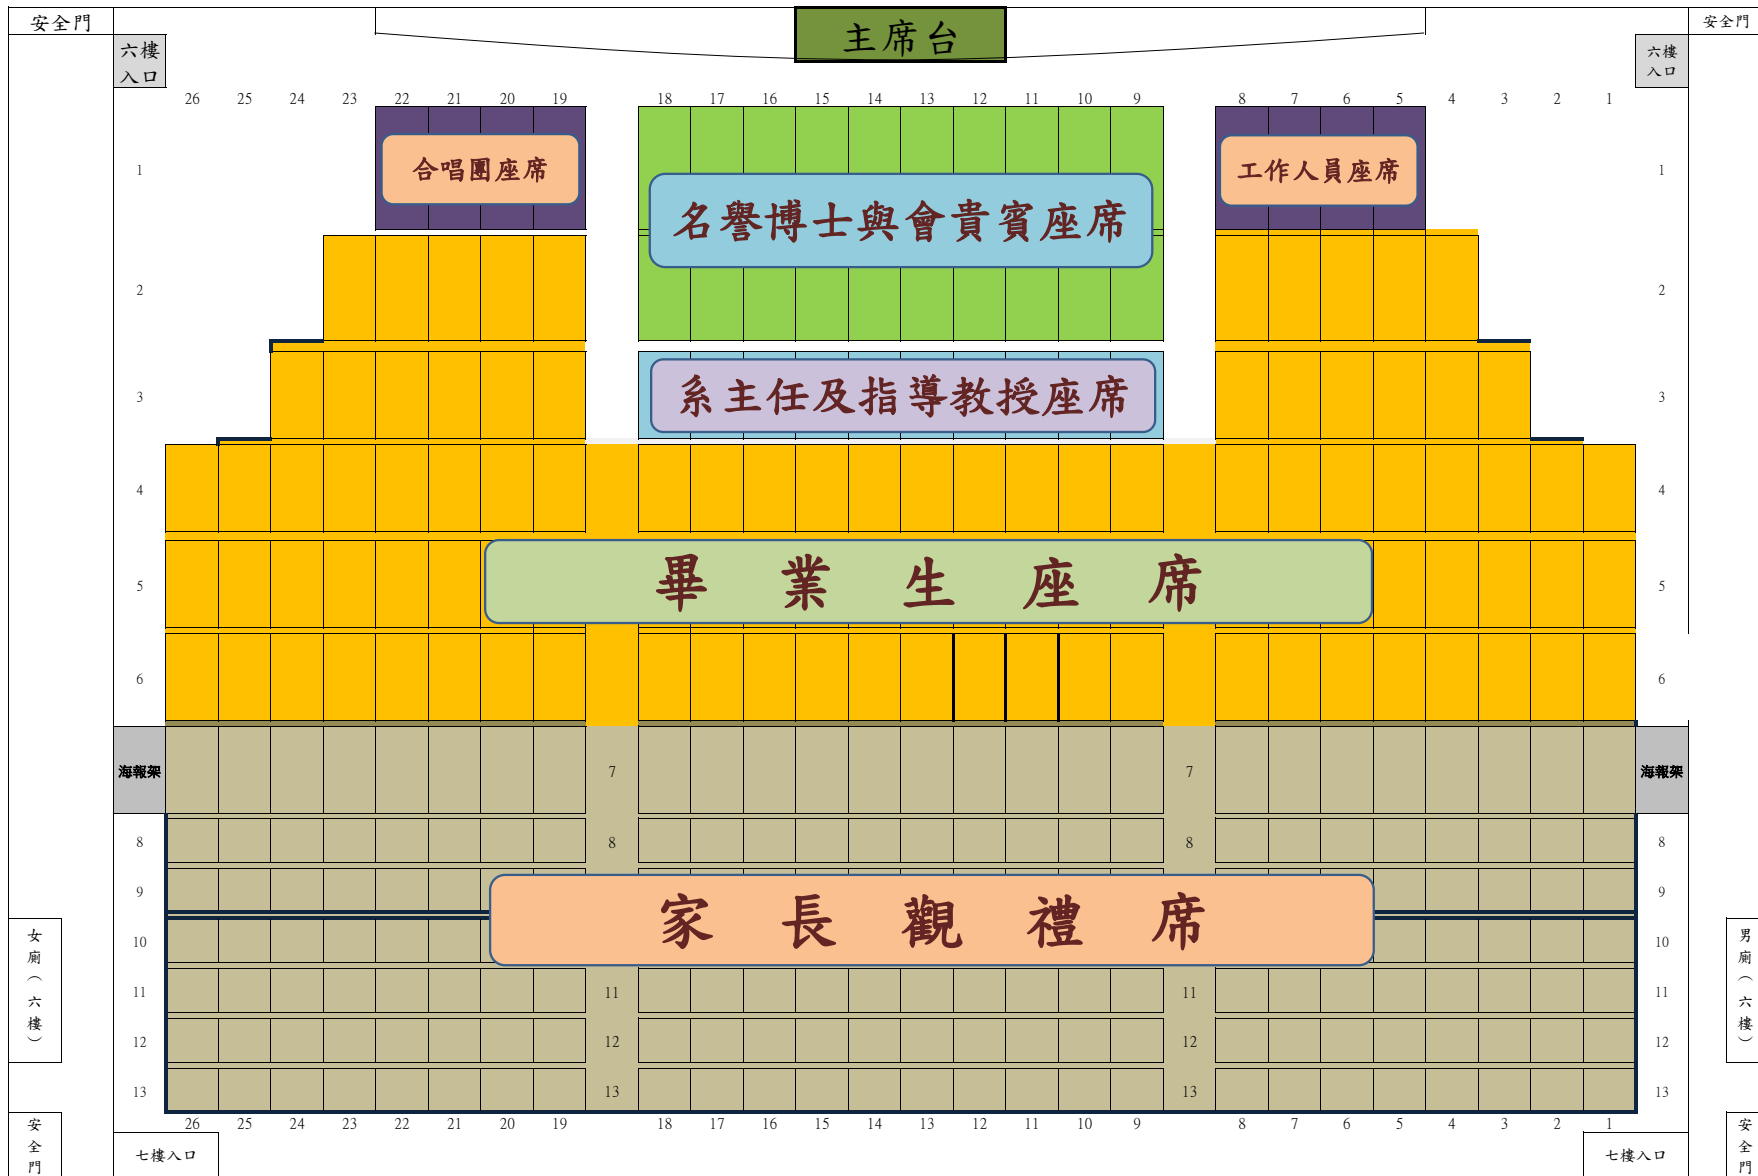 安全門
主席台
安全門
六樓
入口
六樓
入口
26 25 24 23 22 21 20 19 18 17 16 15 14 13 12 11 10 9 8 7 6 5 4 3 2 1
1 合唱團座席 工作人員座席 1
名譽博士與會貴賓座席
2 2
3 系主任及指導教授座席 3
4 4
5 畢業生座席 5
6 6
海報架 7 7 海報架
8 8 8 8
9 9
家長觀禮席
10 10
女廁（六樓）
男廁（六樓）
11 11 11 11
12 12 12 12
13 13 13 13
26 25 24 23 22 21 20 19 18 17 16 15 14 13 12 11 10 9 8 7 6 5 4 3 2 1
安全門
七樓入口
七樓入口
安全門